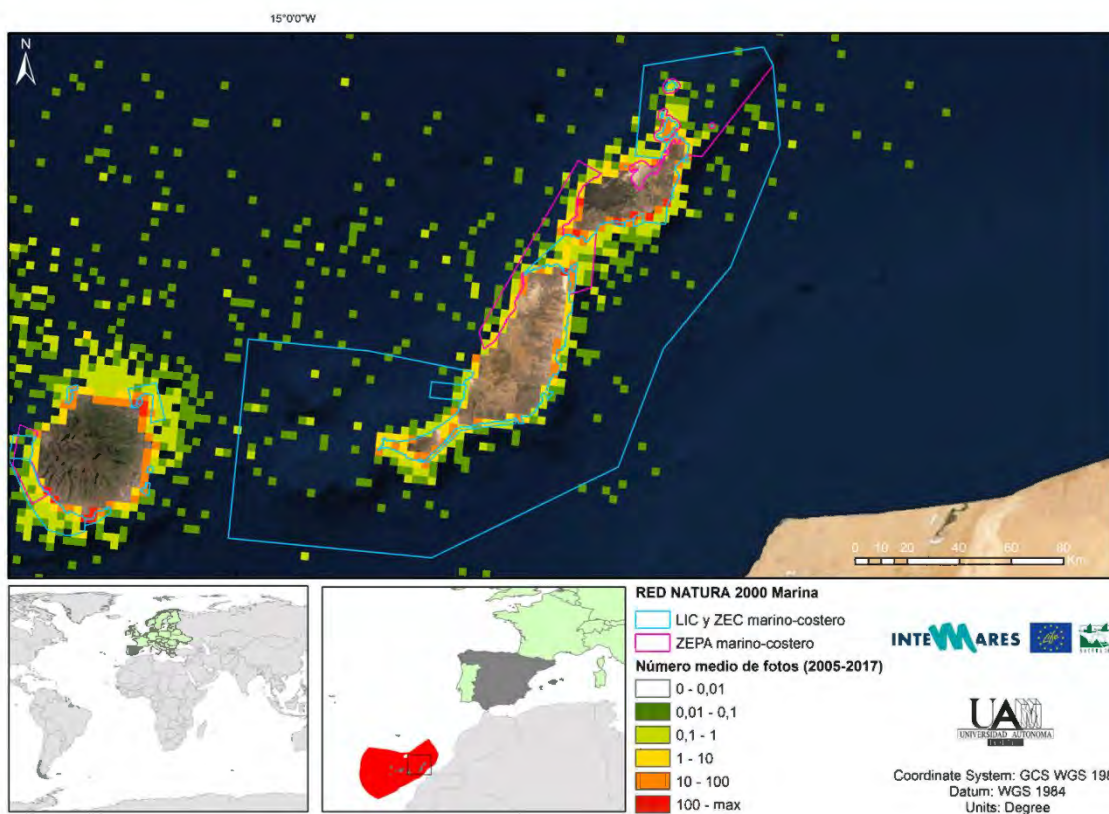 15°0'0"W
N
0 10 20 40 60 80
Km
RED NATURA 2000 Marina
LIC y ZEC marino-costero
ZEPA marino-costero
Número medio de fotos (2005-2017)
0 - 0,01
0,01 - 0,1
0,1 - 1
1 - 10
10 - 100
100 - max
INTEMARES
life
UAM
UNIVERSIDAD AUTONOMA
Coordinate System: GCS WGS 198
Datum: WGS 1984
Units: Degree